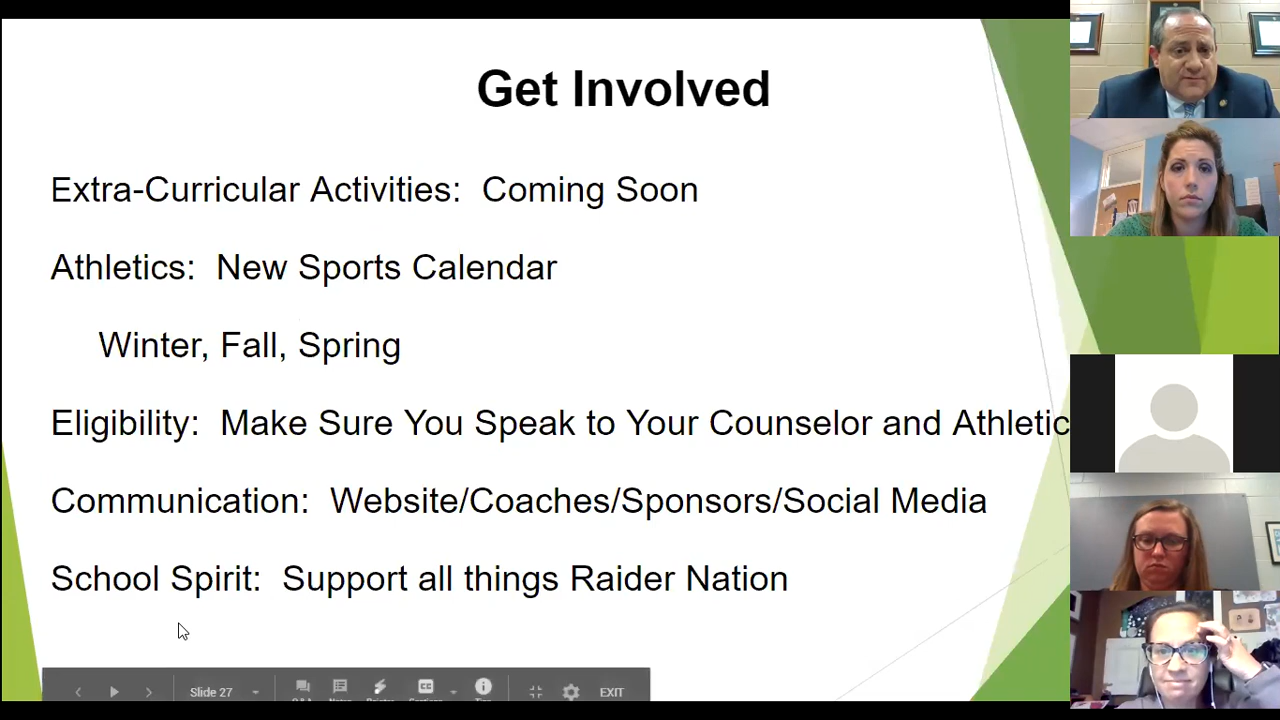 Get Involved
Extra-Curricular Activities: Coming Soon
Athletics: New Sports Calendar
Winter, Fall, Spring
Eligibility: Make Sure You Speak to Your Counselor and Athletic
Communication: Website/Coaches/Sponsors/Social Media
School Spirit: Support all things Raider Nation
Slide 27
EXIT